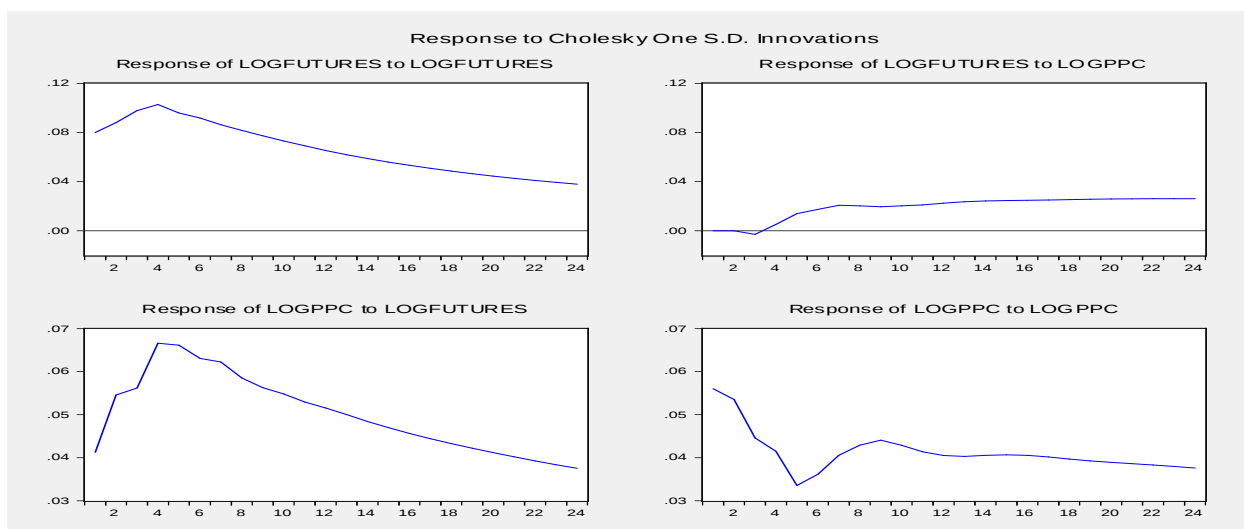 Response to Cholesky One S.D. Innovations
Response of LOGFUTURES to LOGFUTURES
.12
.08
.04
.00
2 4 6 8 10 12 14 16 18 20 22 24
Response of LOGFUTURES to LOGPPC
.12
.08
.04
.00
2 4 6 8 10 12 14 16 18 20 22 24
Response of LOGPPC to LOGFUTURES
.07
.06
.05
.04
.03
2 4 6 8 10 12 14 16 18 20 22 24
Response of LOGPPC to LOGPPC
.07
.06
.05
.04
.03
2 4 6 8 10 12 14 16 18 20 22 24